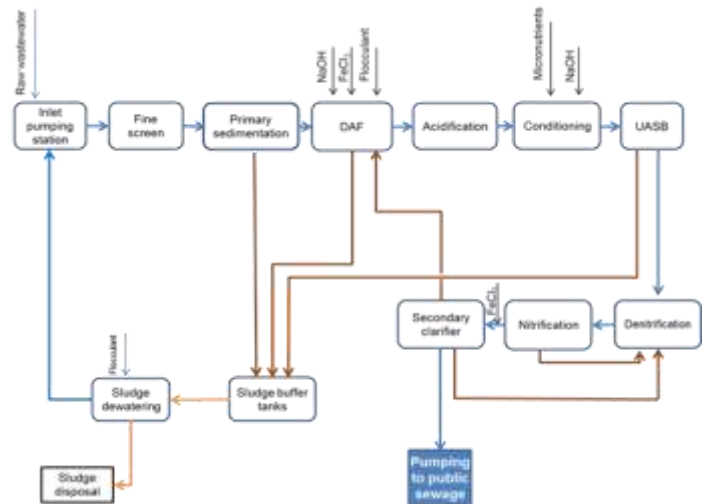 Raw wastewater
NaOH
FeCl₃
Flocculant
Micronutrients
NaOH
Inlet
pumping
station
Fine
screen
Primary
sedimentation
DAF
Acidification
Conditioning
UASB
Secondary
clarifier
FeCl₃
Nitrification
Denitrification
Flocculant
Sludge
dewatering
Sludge buffer
tanks
Sludge
disposal
Pumping
to public
sewage